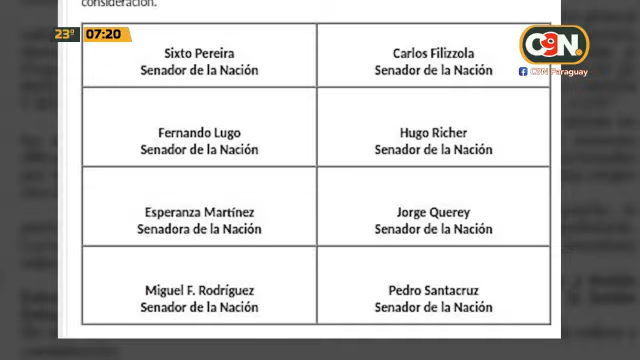 consideración.
23º
07:20
C9N.
C9N Paraguay
Sixto Pereira
Senador de la Nación
Carlos Filizzola
Senador de la Nación
Fernando Lugo
Senador de la Nación
Hugo Richer
Senador de la Nación
Esperanza Martínez
Senadora de la Nación
Jorge Querey
Senador de la Nación
Miguel F. Rodríguez
Senador de la Nación
Pedro Santacruz
Senador de la Nación